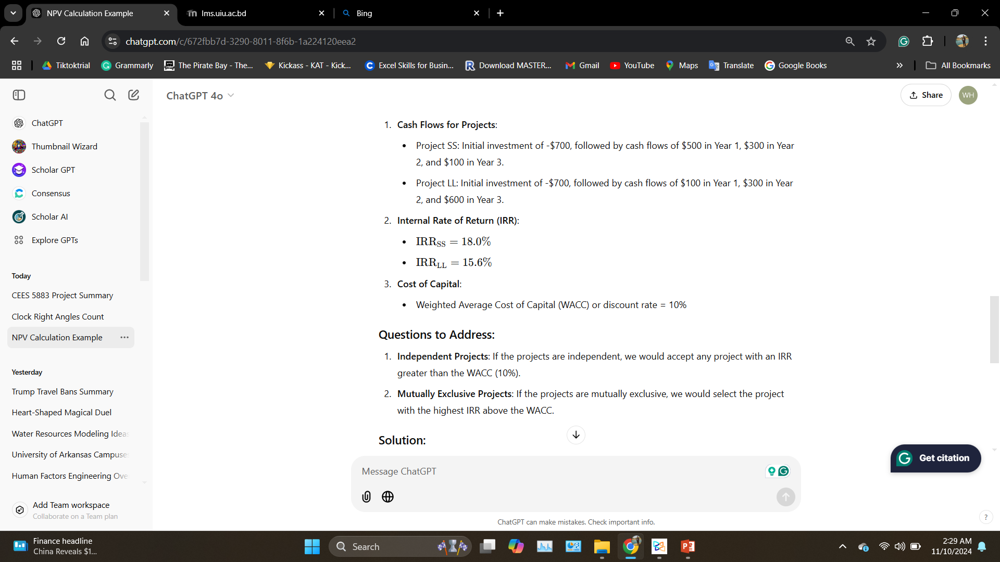 NPV Calculation Example
lms.uiu.ac.bd
Bing
chatgpt.com/c/672fbb7d-3290-8011-8f6b-1a224120eea2
Tiktoktrial
Grammarly
The Pirate Bay - The...
Kickass - KAT - Kick...
Excel Skills for Busin...
Download MASTER...
Gmail
YouTube
Maps
Translate
Google Books
All Bookmarks
ChatGPT
Thumbnail Wizard
Scholar GPT
Consensus
Scholar AI
Explore GPTs
Today
CEES 5883 Project Summary
Clock Right Angles Count
NPV Calculation Example
Yesterday
Trump Travel Bans Summary
Heart-Shaped Magical Duel
Water Resources Modeling Ideas
University of Arkansas Campuses
Human Factors Engineering Ove
Add Team workspace
Collaborate on a Team plan
ChatGPT 4o
Share
WH
1. Cash Flows for Projects:
• Project SS: Initial investment of -$700, followed by cash flows of $500 in Year 1, $300 in Year
2, and $100 in Year 3.
• Project LL: Initial investment of -$700, followed by cash flows of $100 in Year 1, $300 in Year
2, and $600 in Year 3.
2. Internal Rate of Return (IRR):
• IRR_SS = 18.0%
• IRR_LL = 15.6%
3. Cost of Capital:
• Weighted Average Cost of Capital (WACC) or discount rate = 10%
Questions to Address:
1. Independent Projects: If the projects are independent, we would accept any project with an IRR
greater than the WACC (10%).
2. Mutually Exclusive Projects: If the projects are mutually exclusive, we would select the project
with the highest IRR above the WACC.
Solution:
Get citation
Message ChatGPT
ChatGPT can make mistakes. Check important info.
?
Finance headline
China Reveals $1...
Search
2:29 AM
11/10/2024